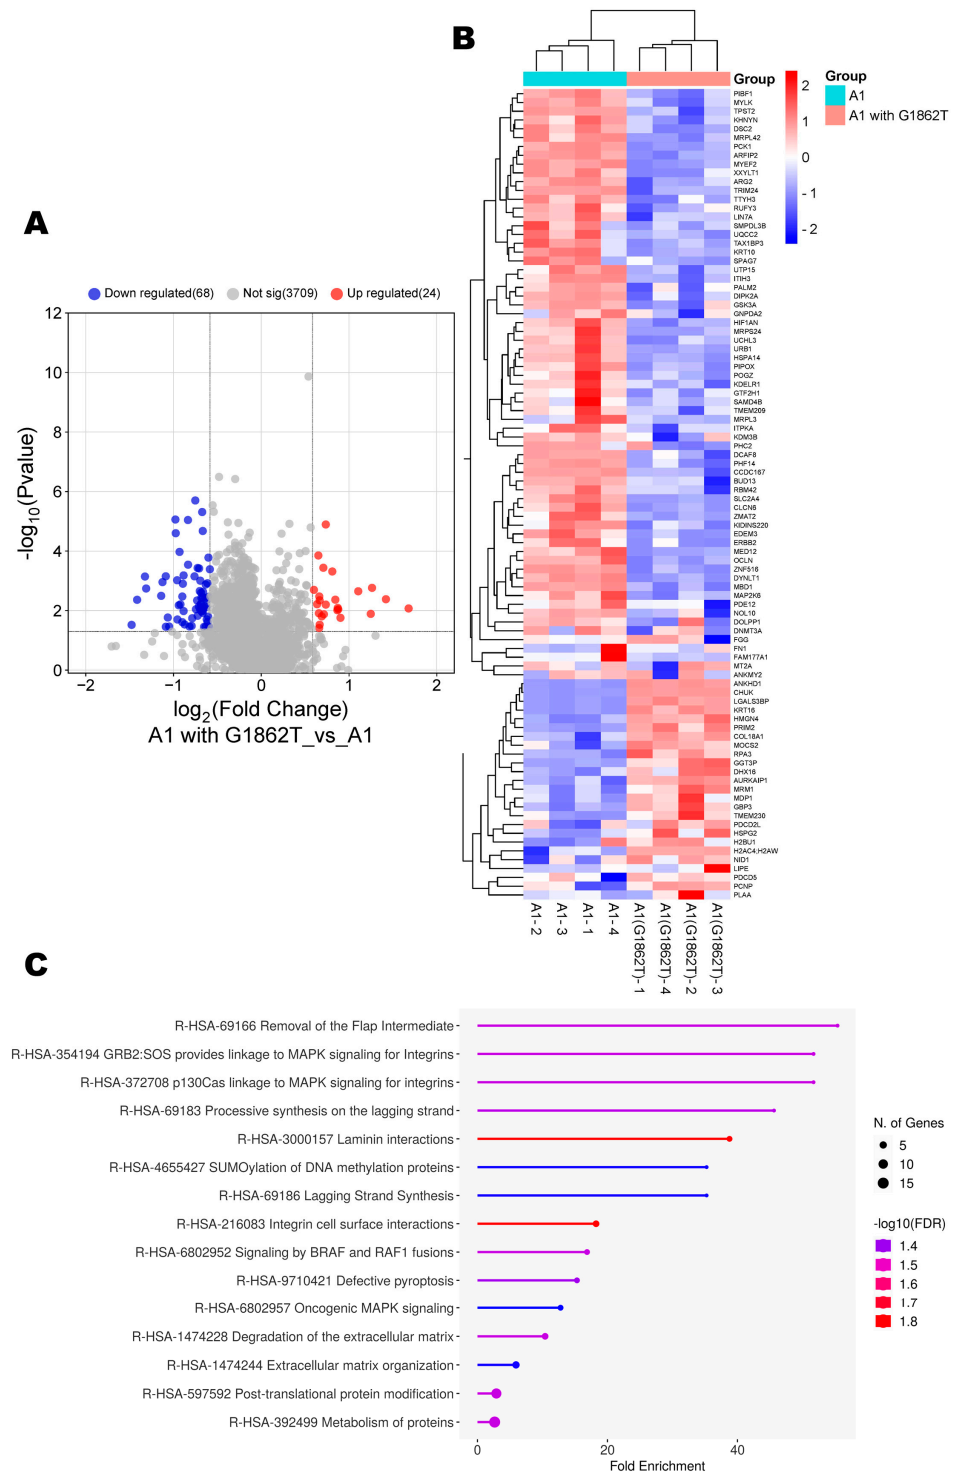 B
Group
PIBF1
MYLK
TPST2
KHNYN
DSC2
MRPL42
PCK1
ARFIP2
MYEF2
XXYLT1
ARG2
TRIM24
TTYH3
RUFY3
LIN7A
SMPDL3B
UQCC2
TAX1BP3
KRT10
SPAG7
UTP15
ITIH3
PALM2
DIPK2A
GSK3A
GNPDA2
HIF1AN
MRPS24
UCHL3
URB1
HSPA14
PIPOX
POGZ
KDELR1
GTF2H1
SAMD4B
TMEM209
MRPL3
ITPKA
KDM3B
PHC2
DCAF8
PHF14
CCDC167
BUD13
RBM42
SLC2A4
CLCN6
ZMAT2
KIDINS220
EDEM3
ERBB2
MED12
OCLN
ZNF516
DYNLT1
MBD1
MAP2K6
PDE12
NOL10
DOLPP1
DNMT3A
FGG
FN1
FAM177A1
MT2A
ANKMY2
ANKHD1
CHUK
LGALS3BP
KRT16
HMGN4
PRIM2
COL18A1
MOCS2
RPA3
GGT3P
DHX16
AURKAIP1
MRM1
MDP1
GBP3
TMEM230
PDCD2L
HSPG2
H2BU1
H2AC4:H2AW
NID1
LIPE
PDCD5
PCNP
PLAA
2
1
0
- 1
- 2
Group
A1
A1 with G1862T
A1- 2
A1- 3
A1- 1
A1- 4
A1(G1862T)- 1
A1(G1862T)- 4
A1(G1862T)- 2
A1(G1862T)- 3
A
Down regulated(68) Not sig(3709) Up regulated(24)
12
10
8
6
4
2
0
-log10(Pvalue)
−2 −1 0 1 2
log2(Fold Change)
A1 with G1862T_vs_A1
C
R-HSA-69166 Removal of the Flap Intermediate
R-HSA-354194 GRB2:SOS provides linkage to MAPK signaling for Integrins
R-HSA-372708 p130Cas linkage to MAPK signaling for integrins
R-HSA-69183 Processive synthesis on the lagging strand
R-HSA-3000157 Laminin interactions
R-HSA-4655427 SUMOylation of DNA methylation proteins
R-HSA-69186 Lagging Strand Synthesis
R-HSA-216083 Integrin cell surface interactions
R-HSA-6802952 Signaling by BRAF and RAF1 fusions
R-HSA-9710421 Defective pyroptosis
R-HSA-6802957 Oncogenic MAPK signaling
R-HSA-1474228 Degradation of the extracellular matrix
R-HSA-1474244 Extracellular matrix organization
R-HSA-597592 Post-translational protein modification
R-HSA-392499 Metabolism of proteins
0 20 40
Fold Enrichment
N. of Genes
5
10
15
-log10(FDR)
1.4
1.5
1.6
1.7
1.8